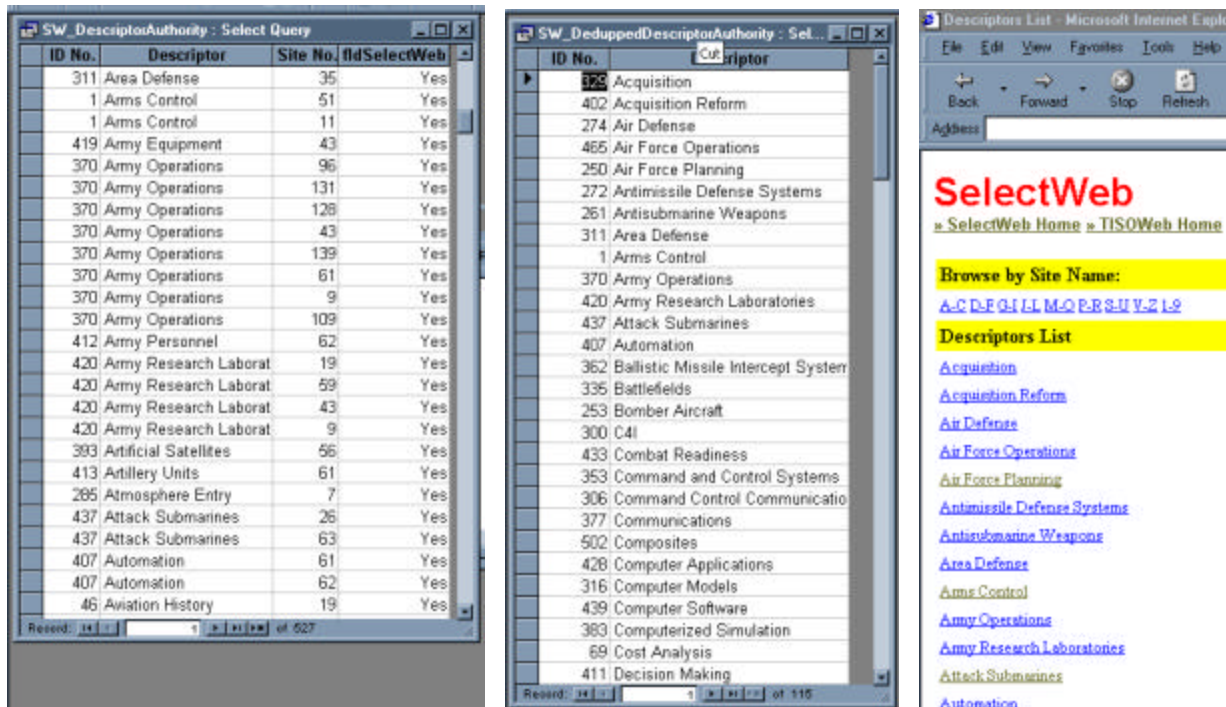 SW_DescriptorAuthority : Select Query
ID No. Descriptor Site No. fldSelectWeb
311 Area Defense 35 Yes
1 Arms Control 51 Yes
1 Arms Control 11 Yes
419 Army Equipment 43 Yes
370 Army Operations 96 Yes
370 Army Operations 131 Yes
370 Army Operations 128 Yes
370 Army Operations 43 Yes
370 Army Operations 139 Yes
370 Army Operations 61 Yes
370 Army Operations 9 Yes
370 Army Operations 109 Yes
412 Army Personnel 62 Yes
420 Army Research Laborat 19 Yes
420 Army Research Laborat 59 Yes
420 Army Research Laborat 43 Yes
420 Army Research Laborat 9 Yes
393 Artificial Satellites 56 Yes
413 Artillery Units 61 Yes
285 Atmosphere Entry 7 Yes
437 Attack Submarines 26 Yes
437 Attack Submarines 63 Yes
407 Automation 61 Yes
407 Automation 62 Yes
46 Aviation History 19 Yes
Record: 1 of 627
SW_DeduppedDescriptorAuthority : Sel...
ID No. Cut riptor
329 Acquisition
402 Acquisition Reform
274 Air Defense
465 Air Force Operations
250 Air Force Planning
272 Antimissile Defense Systems
261 Antisubmarine Weapons
311 Area Defense
1 Arms Control
370 Army Operations
420 Army Research Laboratories
437 Attack Submarines
407 Automation
362 Ballistic Missile Intercept System
335 Battlefields
253 Bomber Aircraft
300 C4I
433 Combat Readiness
353 Command and Control Systems
306 Command Control Communicatio
377 Communications
502 Composites
428 Computer Applications
316 Computer Models
439 Computer Software
383 Computerized Simulation
69 Cost Analysis
411 Decision Making
Record: 1 of 115
Descriptors List - Microsoft Internet Expl
File Edit View Favorites Tools Help
Back Forward Stop Refresh
Address
SelectWeb
» SelectWeb Home » TISOWeb Home
Browse by Site Name:
A-C D-F G-I J-L M-O P-R S-U V-Z 1-9
Descriptors List
Acquisition
Acquisition Reform
Air Defense
Air Force Operations
Air Force Planning
Antimissile Defense Systems
Antisubmarine Weapons
Area Defense
Arms Control
Army Operations
Army Research Laboratories
Attack Submarines
Automation